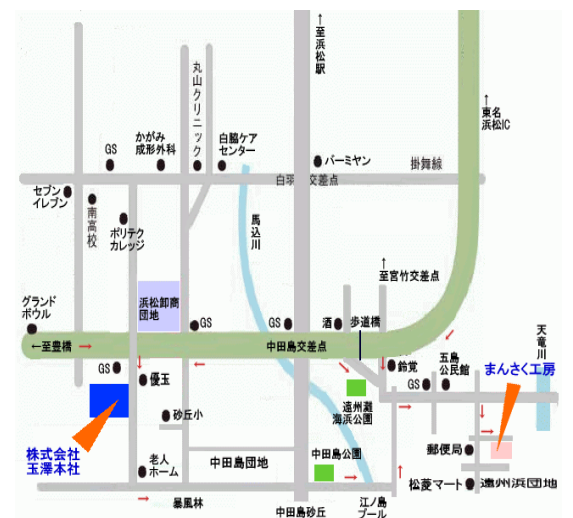 ↑至浜松駅
丸山クリニック
↑東名
浜松IC
GS
かがみ
成形外科
白脇ケア
センター
バーミヤン
掛舞線
白羽交差点
セブン
イレブン
南高校
ポリテク
カレッジ
馬込川
↑至宮竹交差点
浜松卸商
団地
グランド
ボウル
GS
GS
酒
歩道橋
天竜川
←至豊橋
中田島交差点
GS
優玉
鈴覚
五島
公民館
GS
まんさく工房
砂丘小
遠州灘
海浜公園
株式会社
玉澤本社
老人
ホーム
中田島団地
中田島公園
郵便局
松菱マート
遠州浜団地
暴風林
中田島砂丘
江ノ島
プール